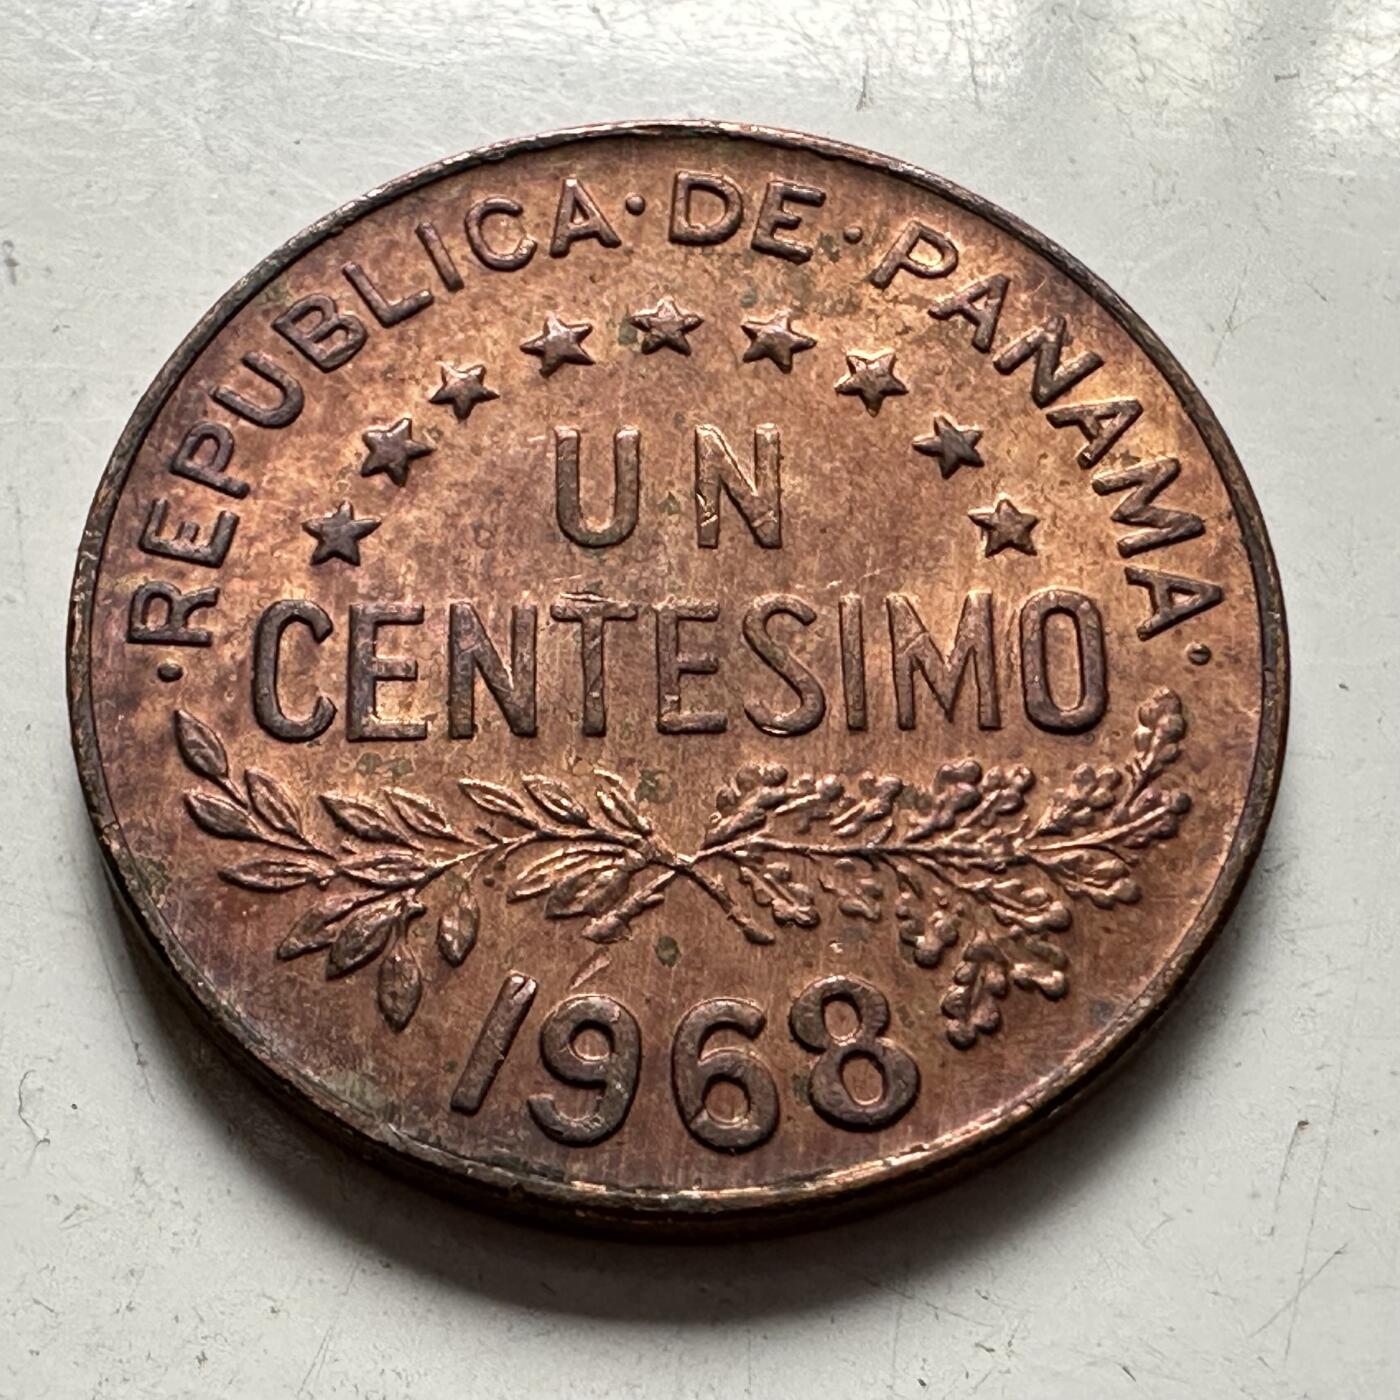 ·REPUBLICA·DE·PANAMA·
UN
CENTESIMO
1968